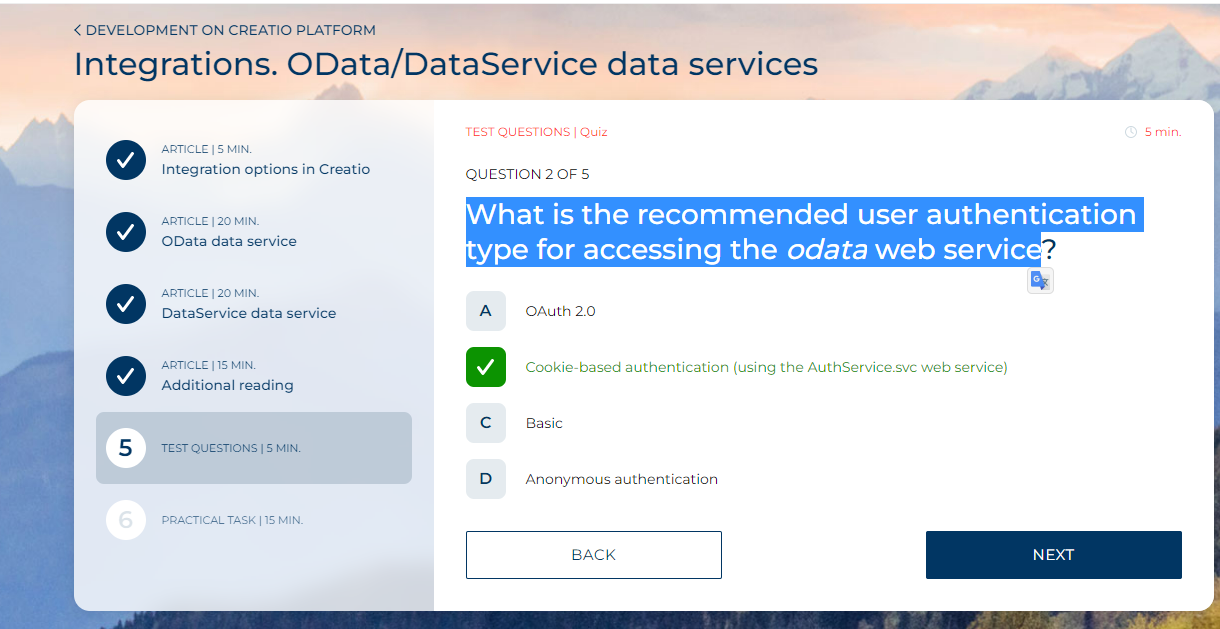 < DEVELOPMENT ON CREATIO PLATFORM
Integrations. OData/DataService data services
ARTICLE | 5 MIN.
Integration options in Creatio
ARTICLE | 20 MIN.
OData data service
ARTICLE | 20 MIN.
DataService data service
ARTICLE | 15 MIN.
Additional reading
5
TEST QUESTIONS | 5 MIN.
6
PRACTICAL TASK | 15 MIN.
TEST QUESTIONS | Quiz
5 min.
QUESTION 2 OF 5
What is the recommended user authentication
type for accessing the odata web service?
A
OAuth 2.0
Cookie-based authentication (using the AuthService.svc web service)
C
Basic
D
Anonymous authentication
BACK
NEXT